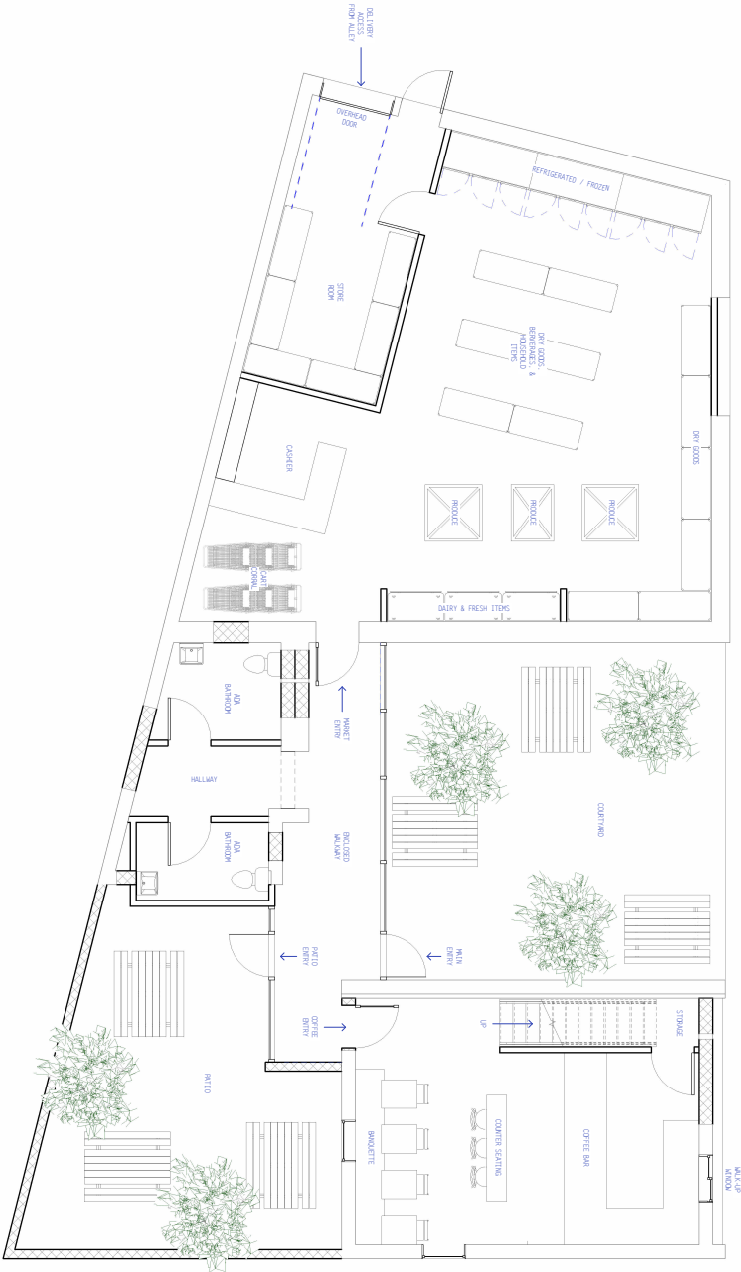 DELIVERY
ACCESS
FROM ALLEY
OVERHEAD
DOOR
REFRIGERATED / FROZEN
STORE
ROOM
DRY GOODS,
BERVERAGES, &
HOUSEHOLD
ITEMS
DRY GOODS
CASHIER
PRODUCE
PRODUCE
PRODUCE
CART
CORRAL
DAIRY & FRESH ITEMS
ADA
BATHROOM
MARKET
ENTRY
HALLWAY
COURTYARD
ENCLOSED
WALKWAY
ADA
BATHROOM
PATIO
ENTRY
MAIN
ENTRY
COFFEE
ENTRY
UP
STORAGE
PATIO
BANQUETTE
COUNTER SEATING
COFFEE BAR
WALK-UP
WINDOW